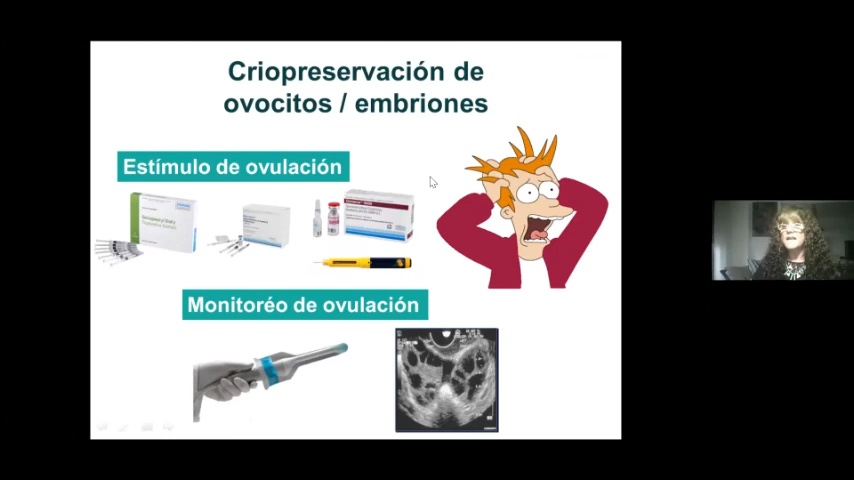 Criopreservación de
ovocitos / embriones
Estímulo de ovulación
Monitoréo de ovulación